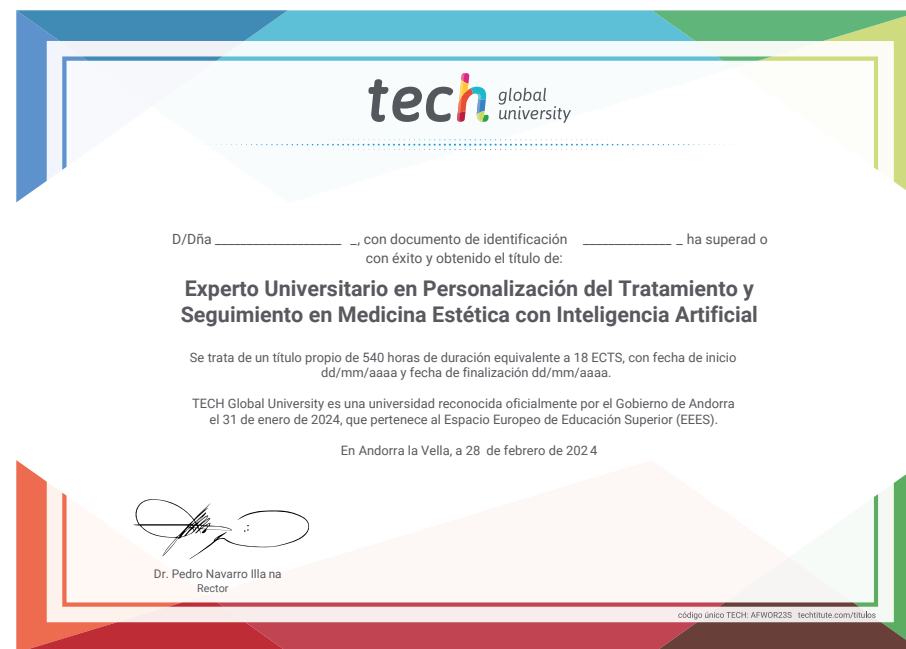 tech global university
D/Dña ____________________ _, con documento de identificación ______________ _ ha superad o
con éxito y obtenido el título de:
Experto Universitario en Personalización del Tratamiento y
Seguimiento en Medicina Estética con Inteligencia Artificial
Se trata de un título propio de 540 horas de duración equivalente a 18 ECTS, con fecha de inicio
dd/mm/aaaa y fecha de finalización dd/mm/aaaa.
TECH Global University es una universidad reconocida oficialmente por el Gobierno de Andorra
el 31 de enero de 2024, que pertenece al Espacio Europeo de Educación Superior (EEES).
En Andorra la Vella, a 28 de febrero de 2024
Dr. Pedro Navarro Illa na
Rector
código único TECH: AFWOR23S techtitute.com/titulos